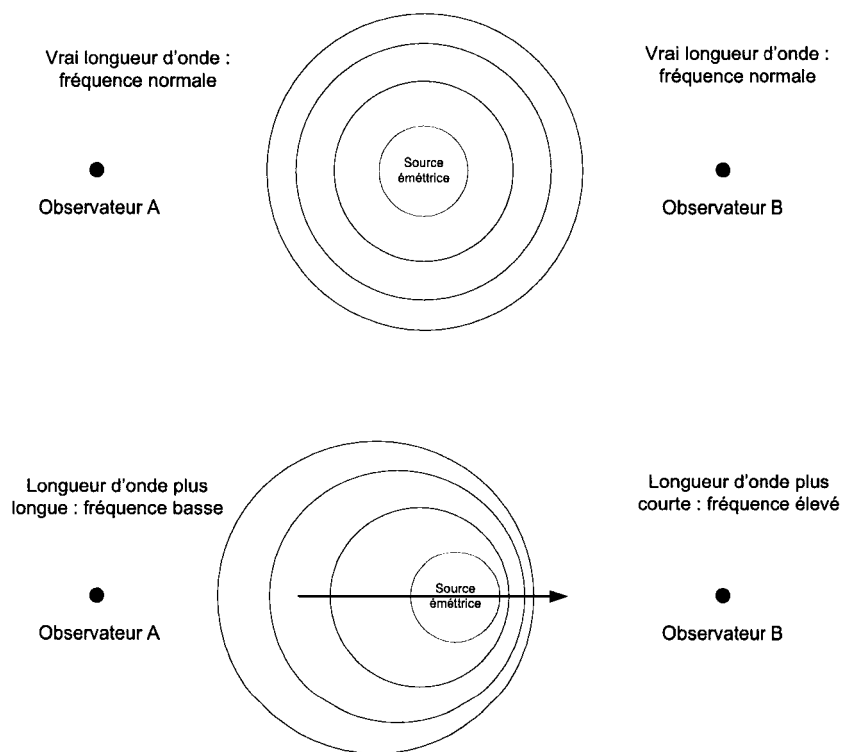 Vrai longueur d'onde :
fréquence normale
Vrai longueur d'onde :
fréquence normale
Source
éméttrice
Observateur A
Observateur B
Longueur d'onde plus
longue : fréquence basse
Longueur d'onde plus
courte : fréquence élevé
Source
éméttrice
Observateur A
Observateur B